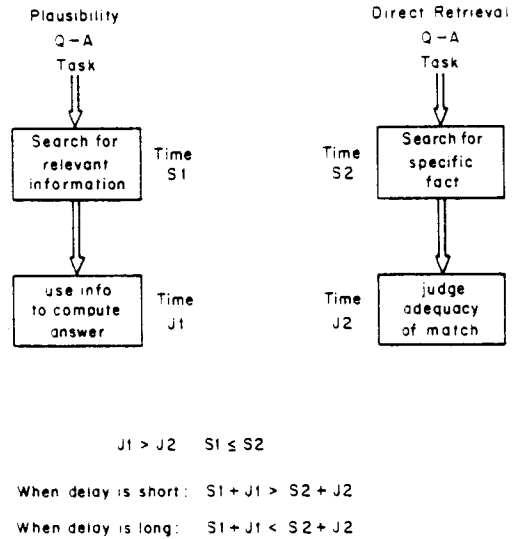 Plausibility
Q-A
Task
Search for
relevant
information
Time
S1
use info
to compute
answer
Time
J1
Direct Retrieval
Q-A
Task
Time
S2
Search for
specific
fact
Time
J2
judge
adequacy
of match
J1 > J2 S1 ≤ S2
When delay is short: S1 + J1 > S2 + J2
When delay is long: S1 + J1 < S2 + J2